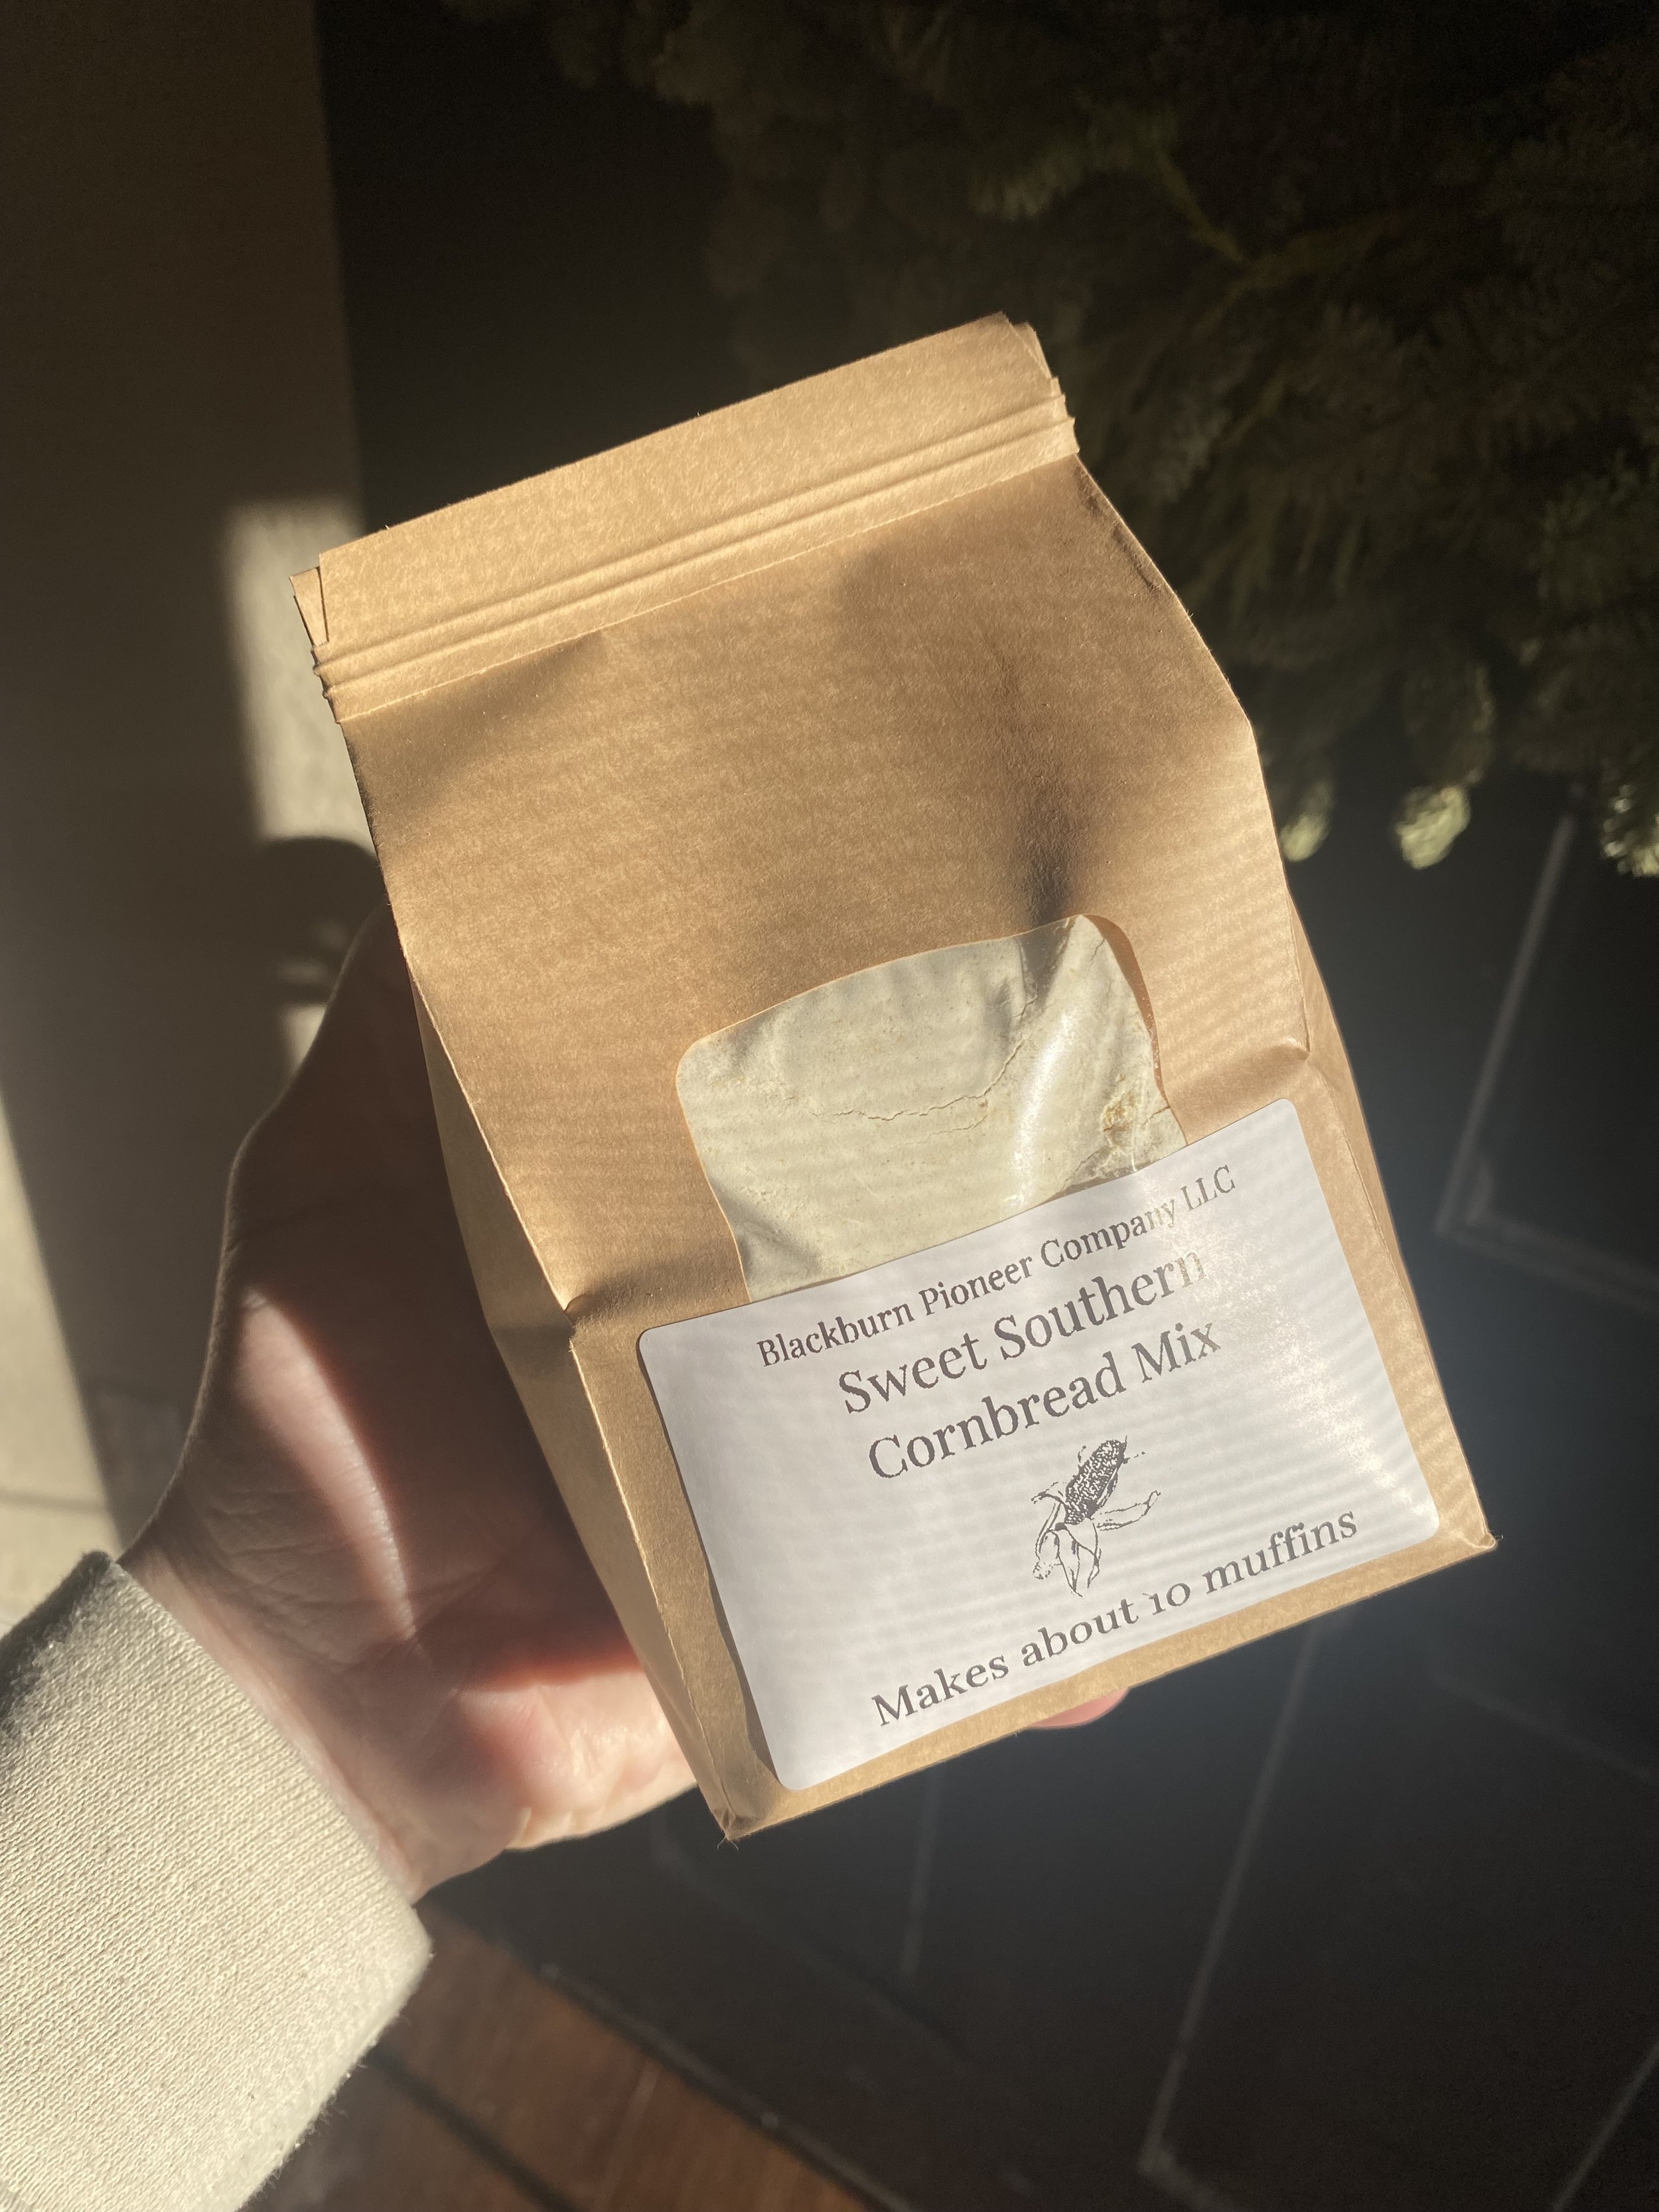 Blackburn Pioneer Company LLC
Sweet Southern
Cornbread Mix
Makes about 10 muffins